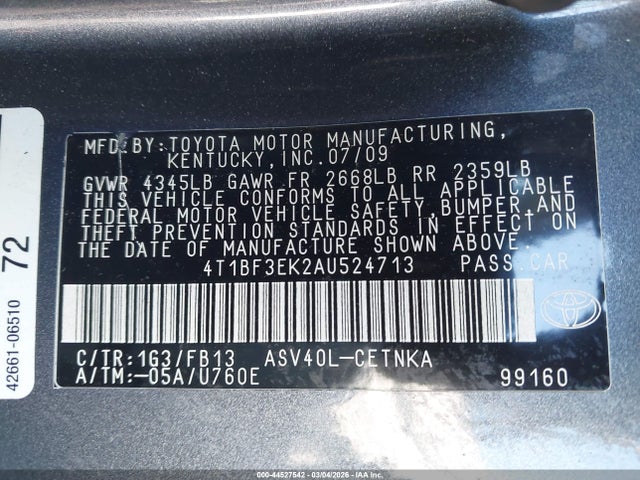 MFD.BY:TOYOTA MOTOR MANUFACTURING,
KENTUCKY,INC.07/09
GVWR 4345LB GAWR FR 2668LB RR 2359LB
THIS VEHICLE CONFORMS TO ALL APPLICABLE
FEDERAL MOTOR VEHICLE SAFETY,BUMPER AND
THEFT PREVENTION STANDARDS IN EFFECT ON
THE DATE OF MANUFACTURE SHOWN ABOVE.
4T1BF3EK2AU524713 PASS.CAR
C/TR:1G3/FB13 ASV40L-CETNKA
A/TM:-05A/U760E 99160
42661-06510 72
000-44527542 - 03/04/2026 - IAAI.COM